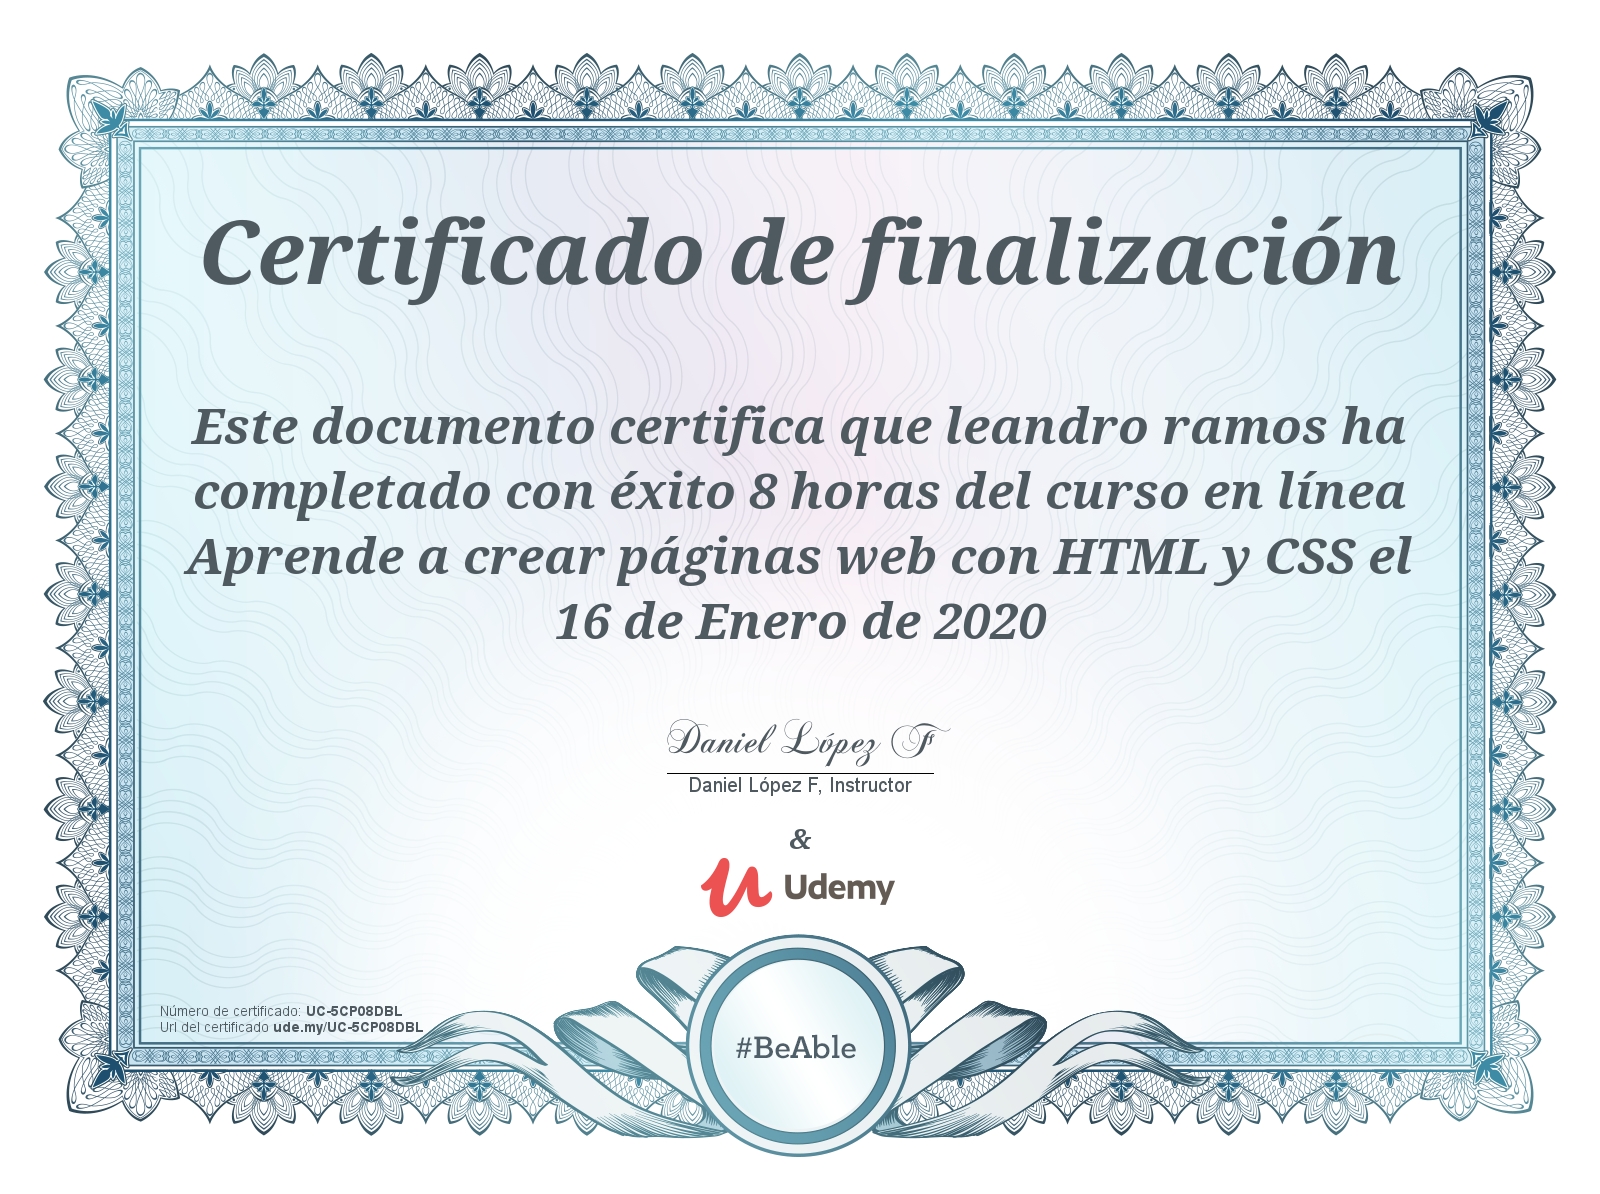 Certificado de finalización
Este documento certifica que leandro ramos ha
completado con éxito 8 horas del curso en línea
Aprende a crear páginas web con HTML y CSS el
16 de Enero de 2020
Daniel López F
Daniel López F, Instructor
&
Udemy
Número de certificado: UC-5CP08DBL
Url del certificado ude.my/UC-5CP08DBL
#BeAble